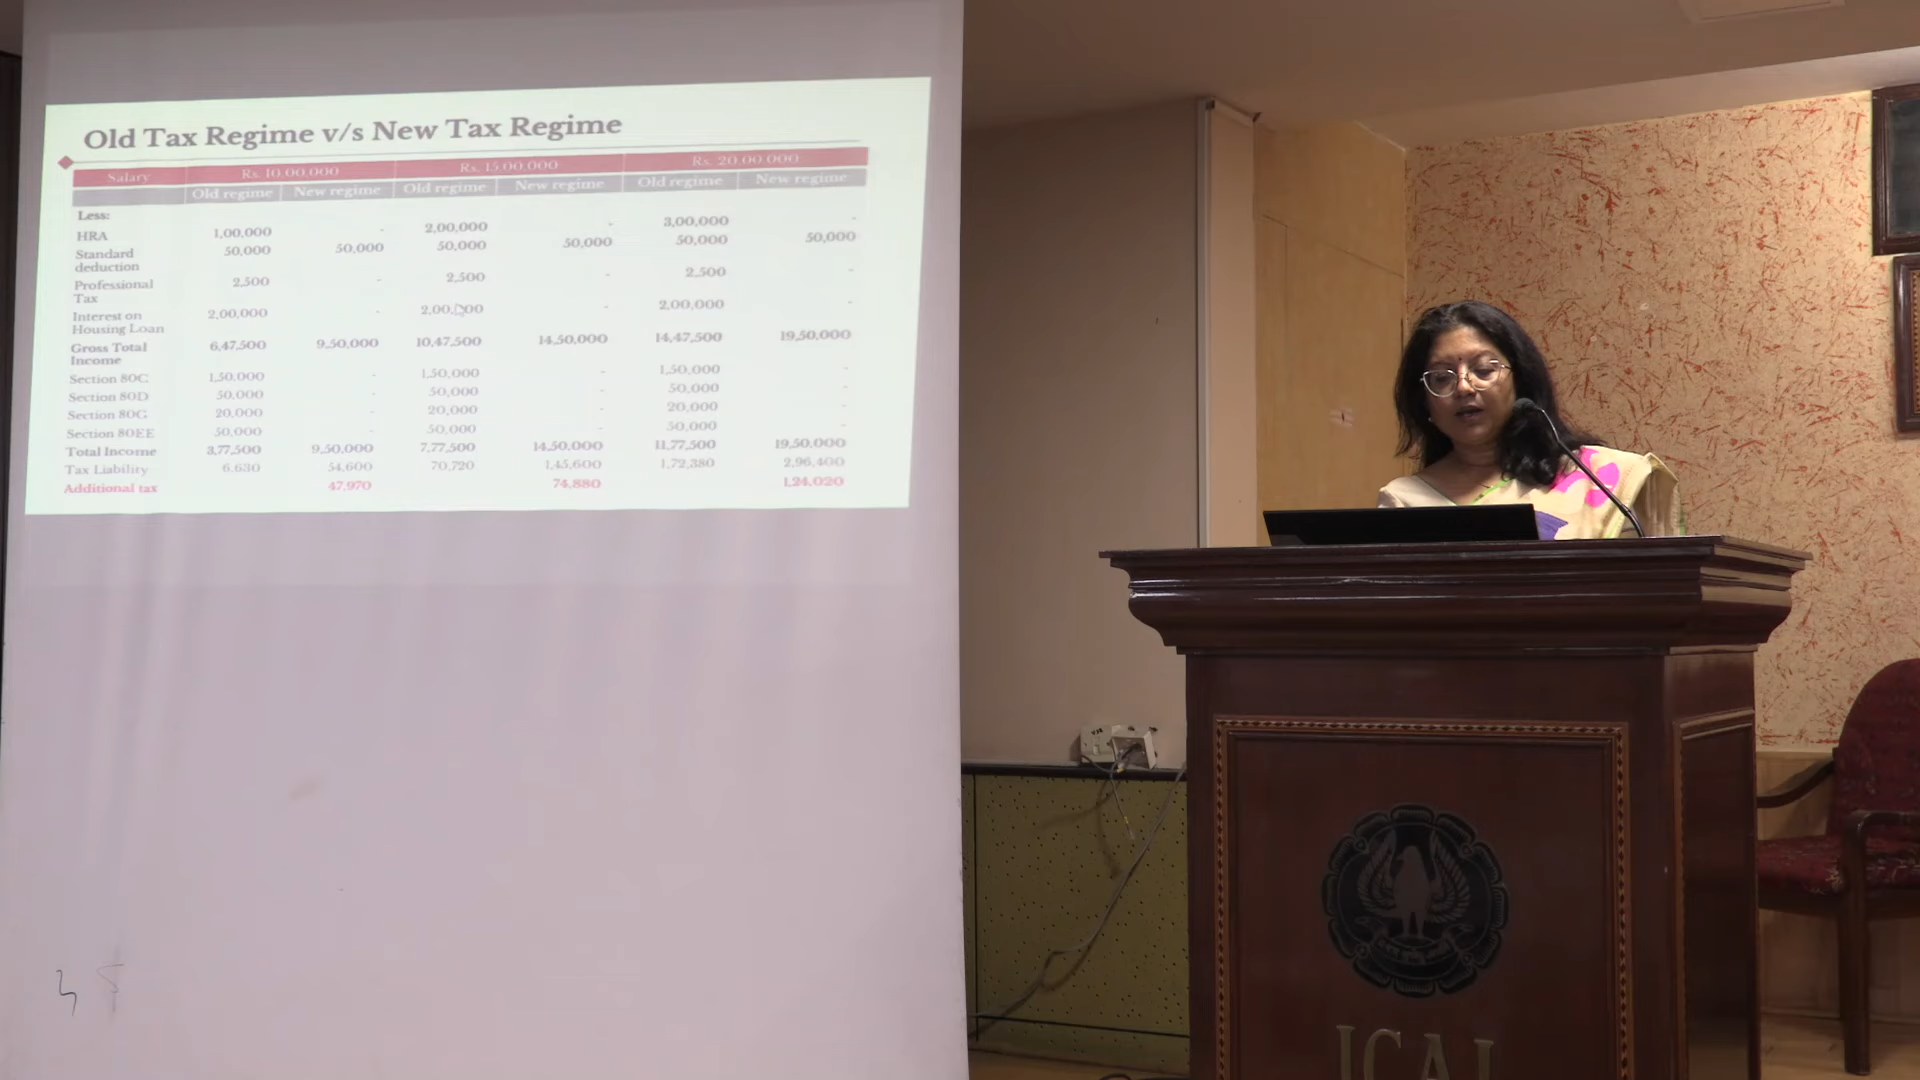 Old Tax Regime v/s New Tax Regime
Salary Rs. 10,00,000 Rs. 15,00,000 Rs. 20,00,000
Old regime New regime Old regime New regime Old regime New regime
Less:
HRA 1,00,000 - 2,00,000 - 3,00,000 -
Standard deduction 50,000 50,000 50,000 50,000 50,000 50,000
Professional Tax 2,500 - 2,500 - 2,500 -
Interest on Housing Loan 2,00,000 - 2,00,000 - 2,00,000 -
Gross Total Income 6,47,500 9,50,000 10,47,500 14,50,000 14,47,500 19,50,000
Section 80C 1,50,000 - 1,50,000 - 1,50,000 -
Section 80D 50,000 - 50,000 - 50,000 -
Section 80G 20,000 - 20,000 - 20,000 -
Section 80EE 50,000 - 50,000 - 50,000 -
Total Income 3,77,500 9,50,000 7,77,500 14,50,000 11,77,500 19,50,000
Tax Liability 6,630 54,600 70,720 1,45,600 1,72,380 2,96,400
Additional tax 47,970 74,880 1,24,020
ICAI